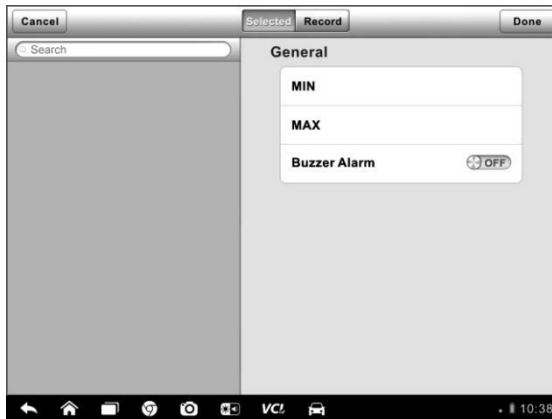 Cancel
Selected Record
Done
Search
General
MIN
MAX
Buzzer Alarm OFF
VCI 10:38